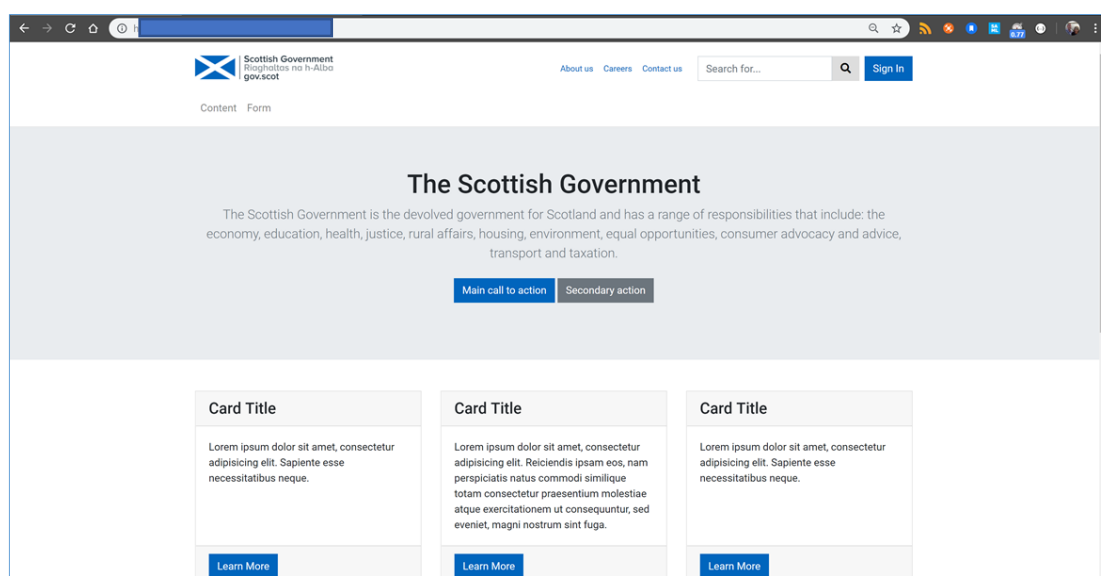 h
Scottish Government
Riaghaltas na h-Alba
gov.scot
About us Careers Contact us Search for... Sign In
Content Form
The Scottish Government
The Scottish Government is the devolved government for Scotland and has a range of responsibilities that include: the
economy, education, health, justice, rural affairs, housing, environment, equal opportunities, consumer advocacy and advice,
transport and taxation.
Main call to action Secondary action
Card Title
Lorem ipsum dolor sit amet, consectetur
adipisicing elit. Sapiente esse
necessitatibus neque.
Learn More
Card Title
Lorem ipsum dolor sit amet, consectetur
adipisicing elit. Reiciendis ipsam eos, nam
perspiciatis natus commodi similique
totam consectetur praesentium molestiae
atque exercitationem ut consequuntur, sed
eveniet, magni nostrum sint fuga.
Learn More
Card Title
Lorem ipsum dolor sit amet, consectetur
adipisicing elit. Sapiente esse
necessitatibus neque.
Learn More
0.77